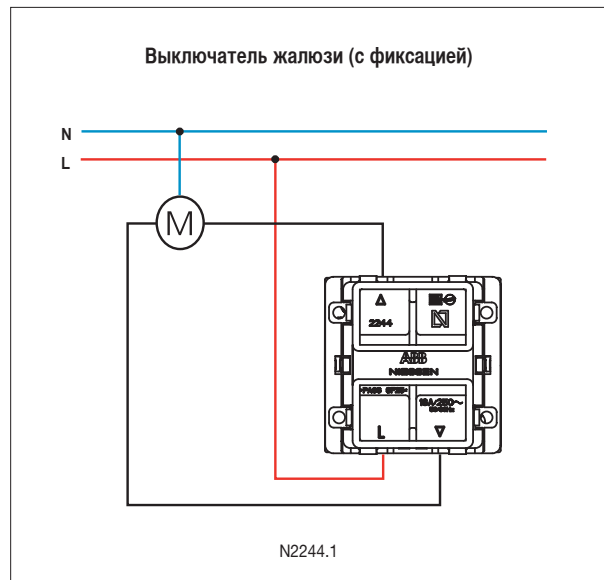 Выключатель жалюзи (с фиксацией)
N
L
M
Δ
2244
N
ABB
NIESSEN
L
▽
N2244.1